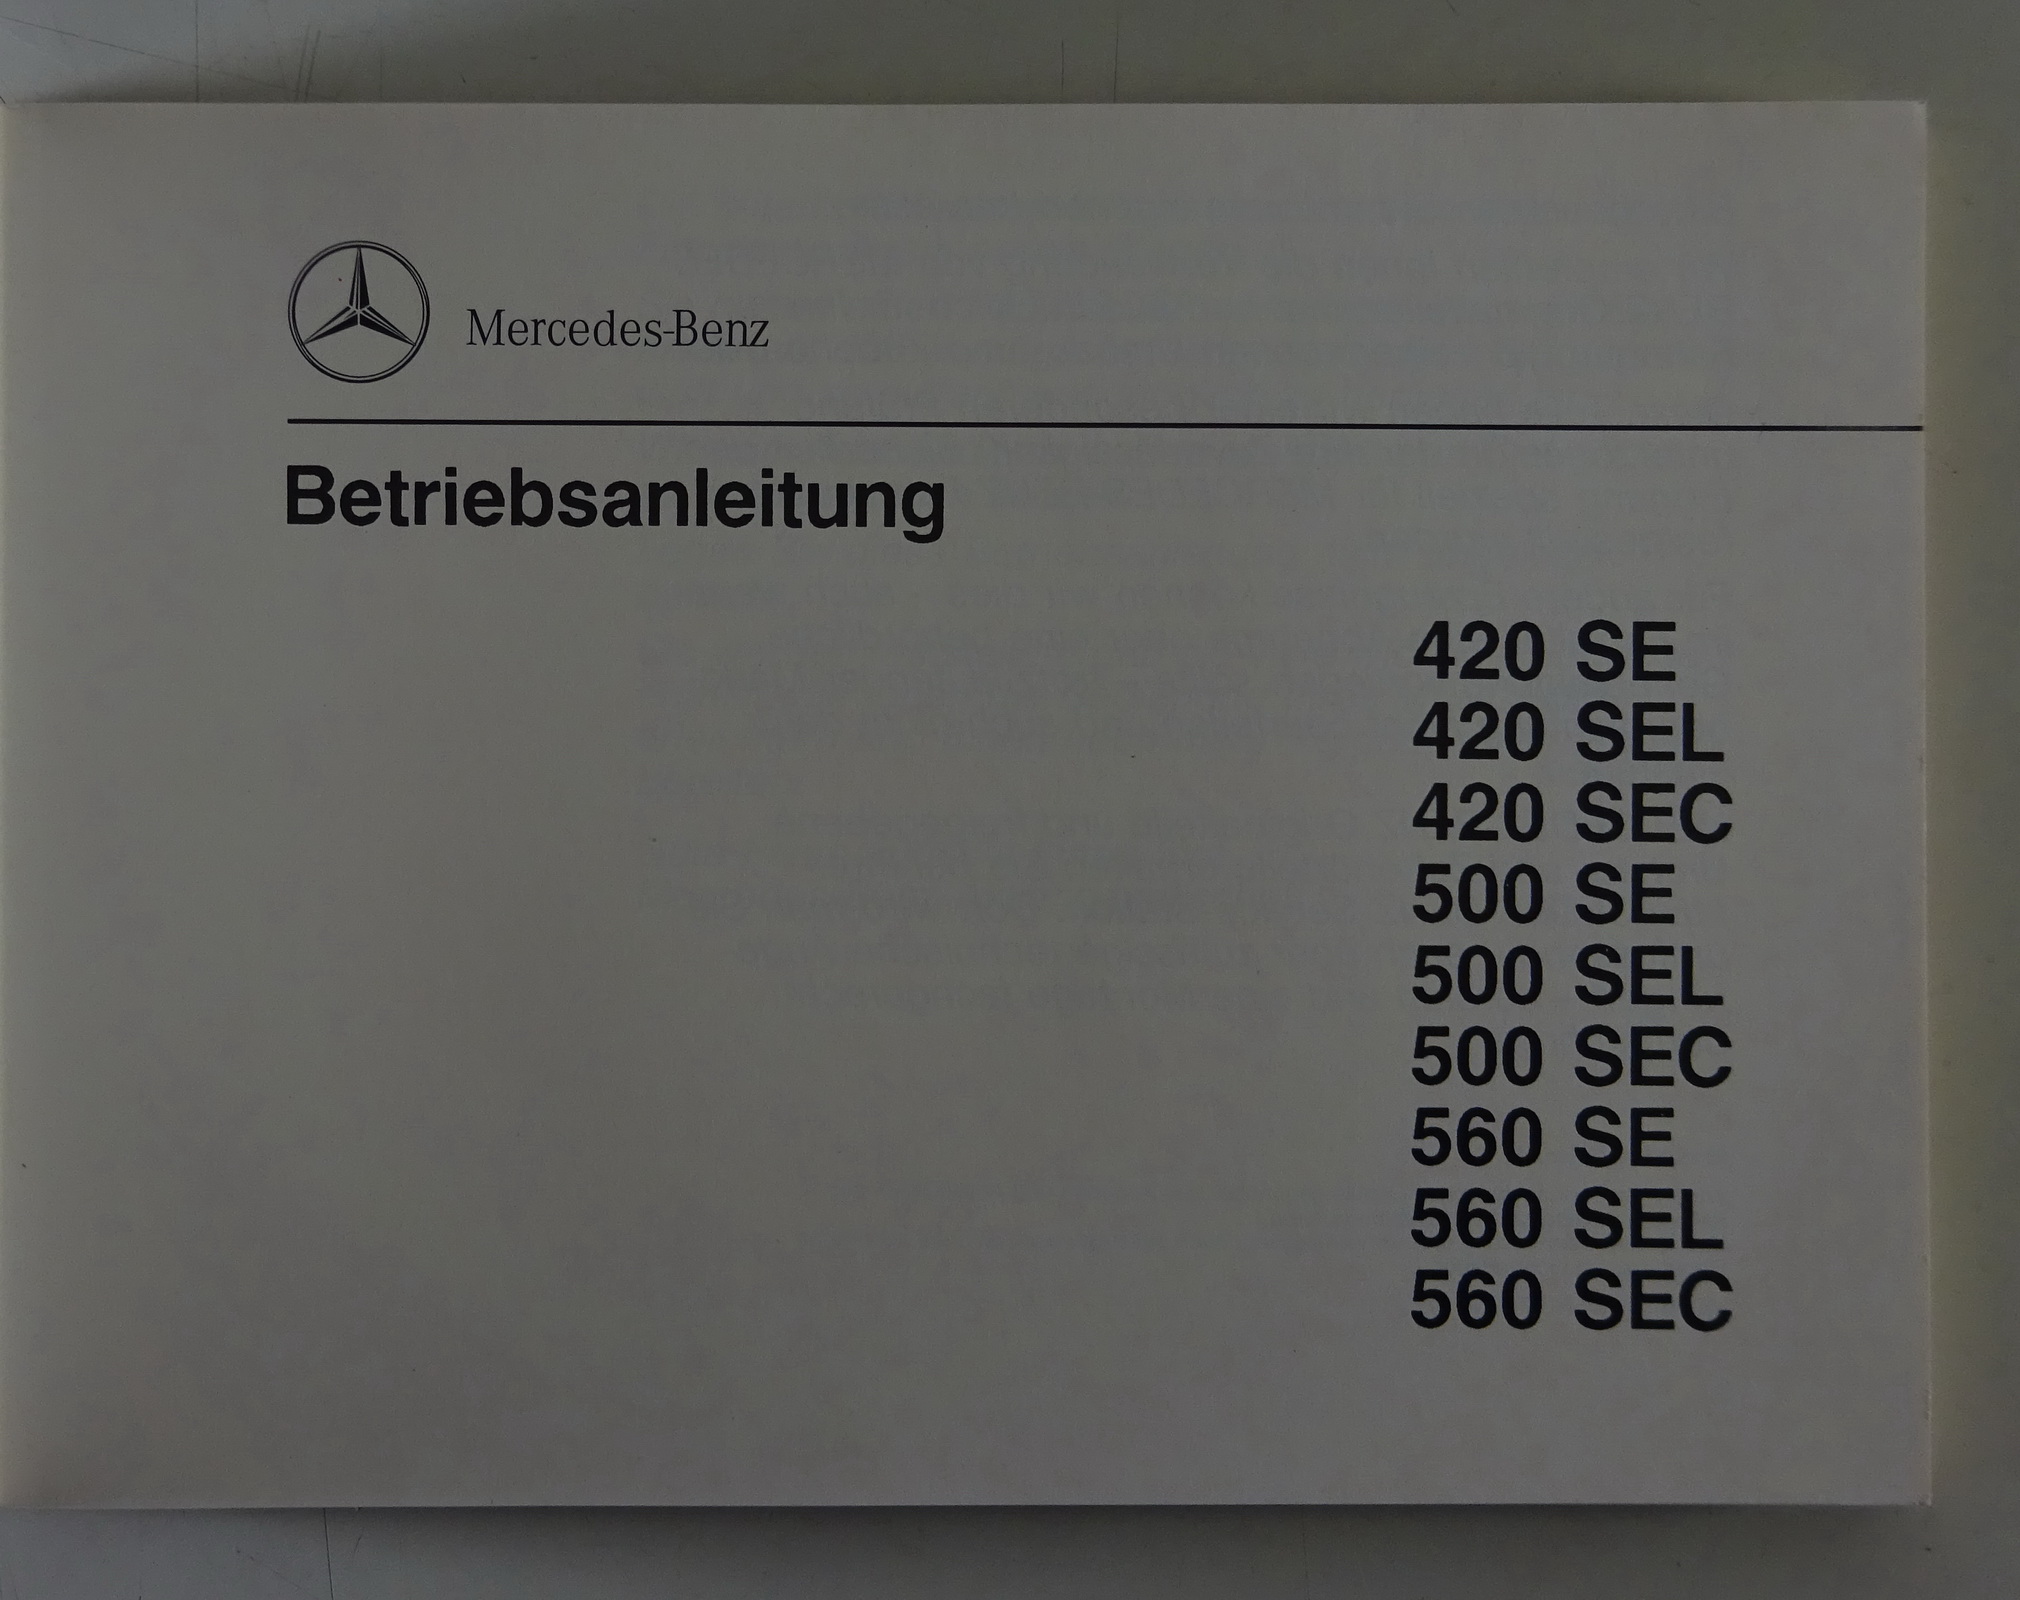 Mercedes-Benz
Betriebsanleitung
420 SE
420 SEL
420 SEC
500 SE
500 SEL
500 SEC
560 SE
560 SEL
560 SEC